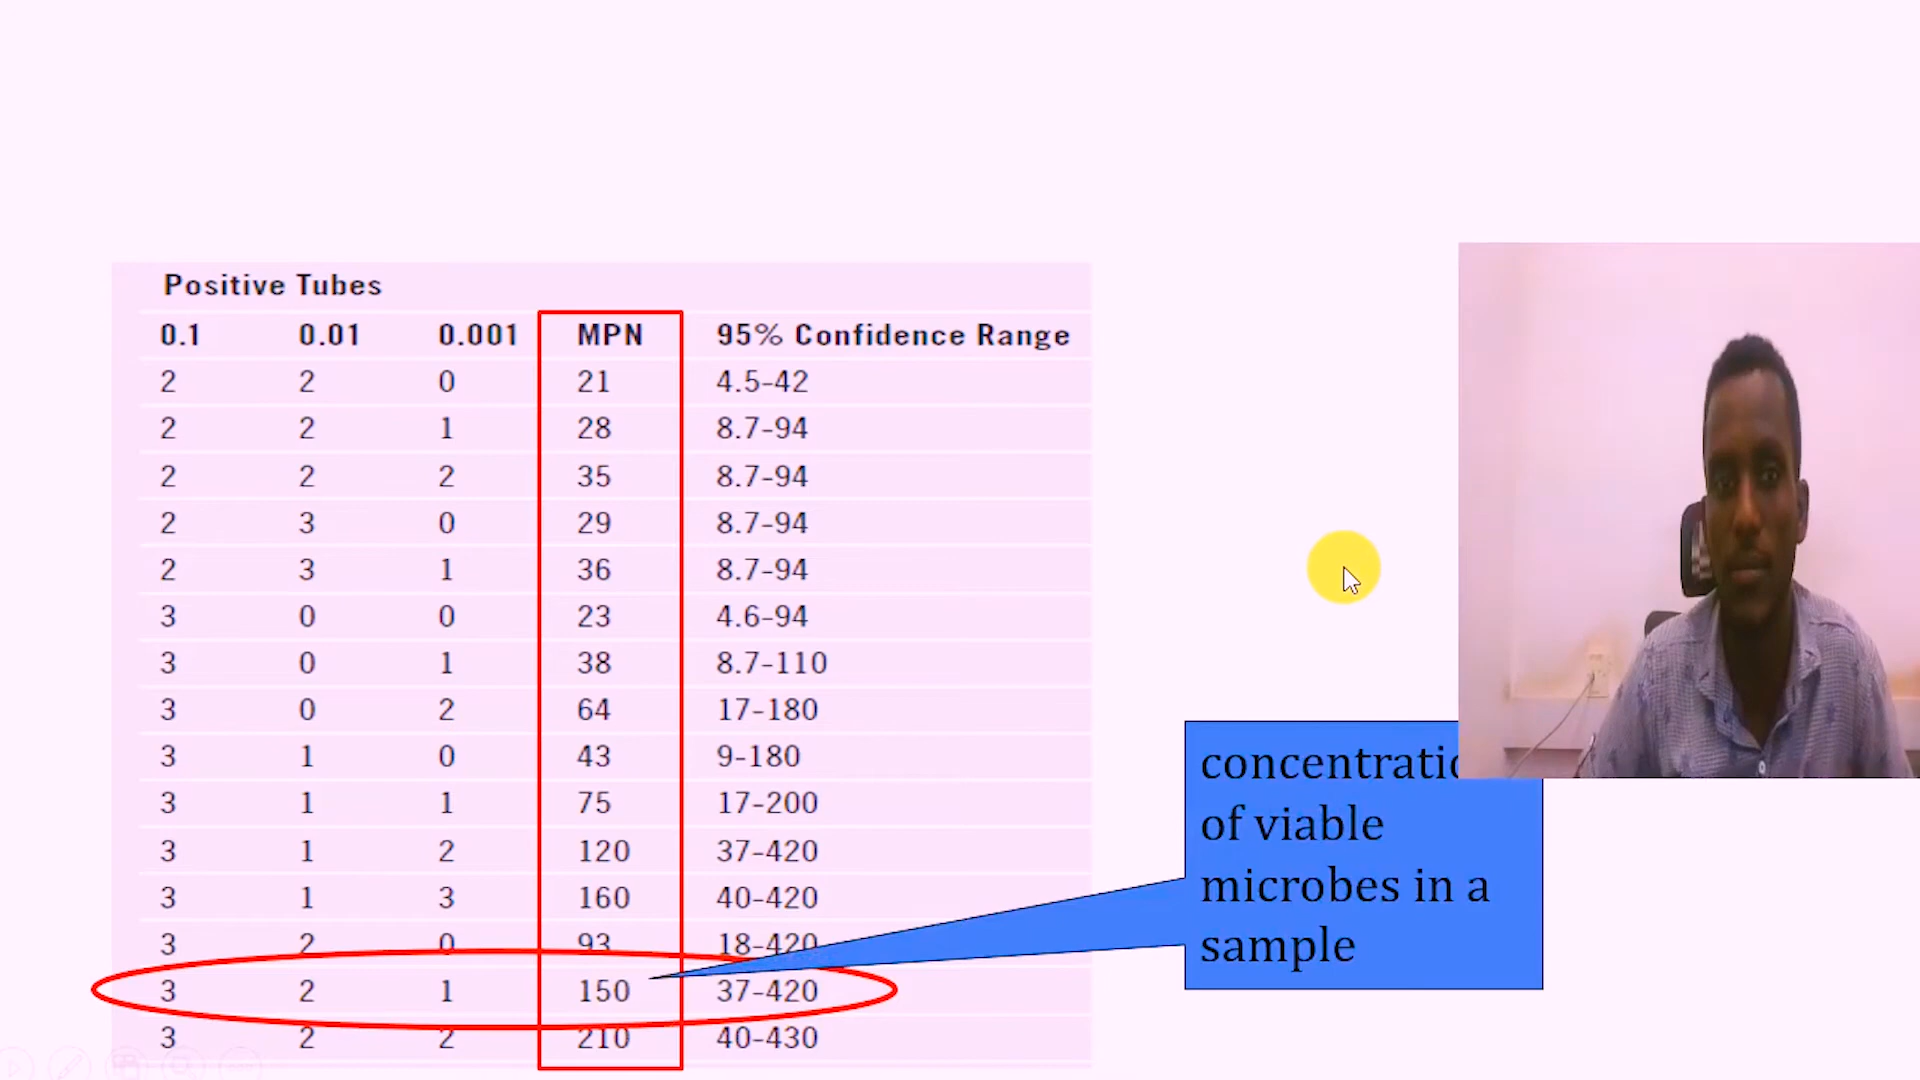 Positive Tubes
0.1 0.01 0.001 MPN 95% Confidence Range
2 2 0 21 4.5-42
2 2 1 28 8.7-94
2 2 2 35 8.7-94
2 3 0 29 8.7-94
2 3 1 36 8.7-94
3 0 0 23 4.6-94
3 0 1 38 8.7-110
3 0 2 64 17-180
3 1 0 43 9-180
3 1 1 75 17-200
3 1 2 120 37-420
3 1 3 160 40-420
3 2 0 93 18-420
3 2 1 150 37-420
3 2 2 210 40-430
of viable
microbes in a
sample